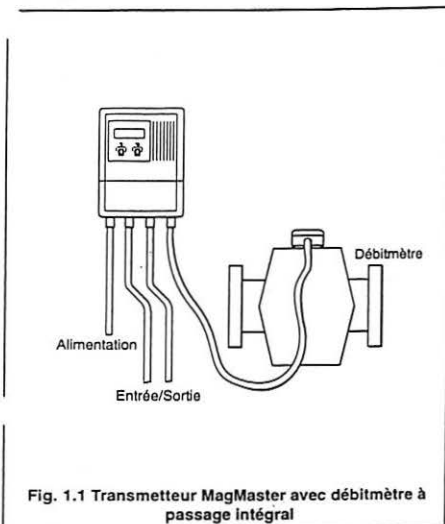 Débitmètre
Alimentation
Entrée/Sortie
Fig. 1.1 Transmetteur MagMaster avec débitmètre à
passage intégral